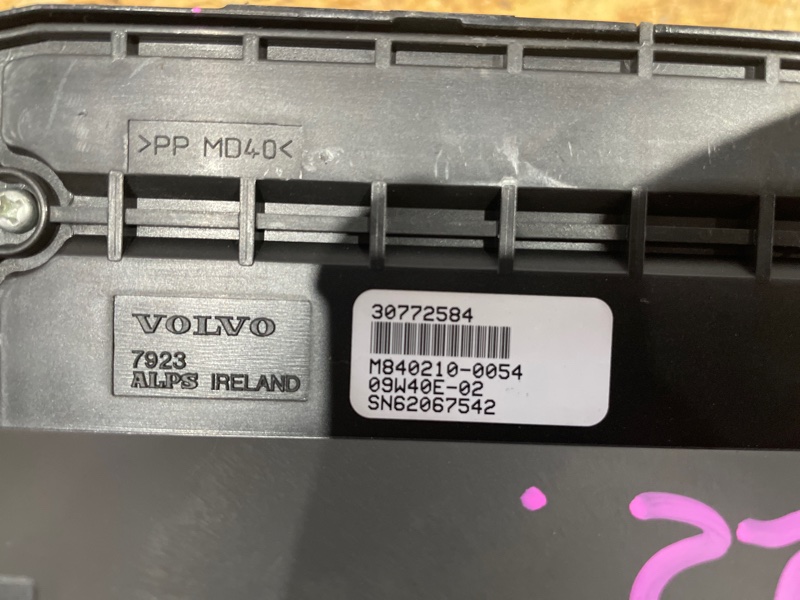 >PP MD40<
VOLVO
7923
ALPS IRELAND
30772584
M840210-0054
09W40E-02
SN62067542